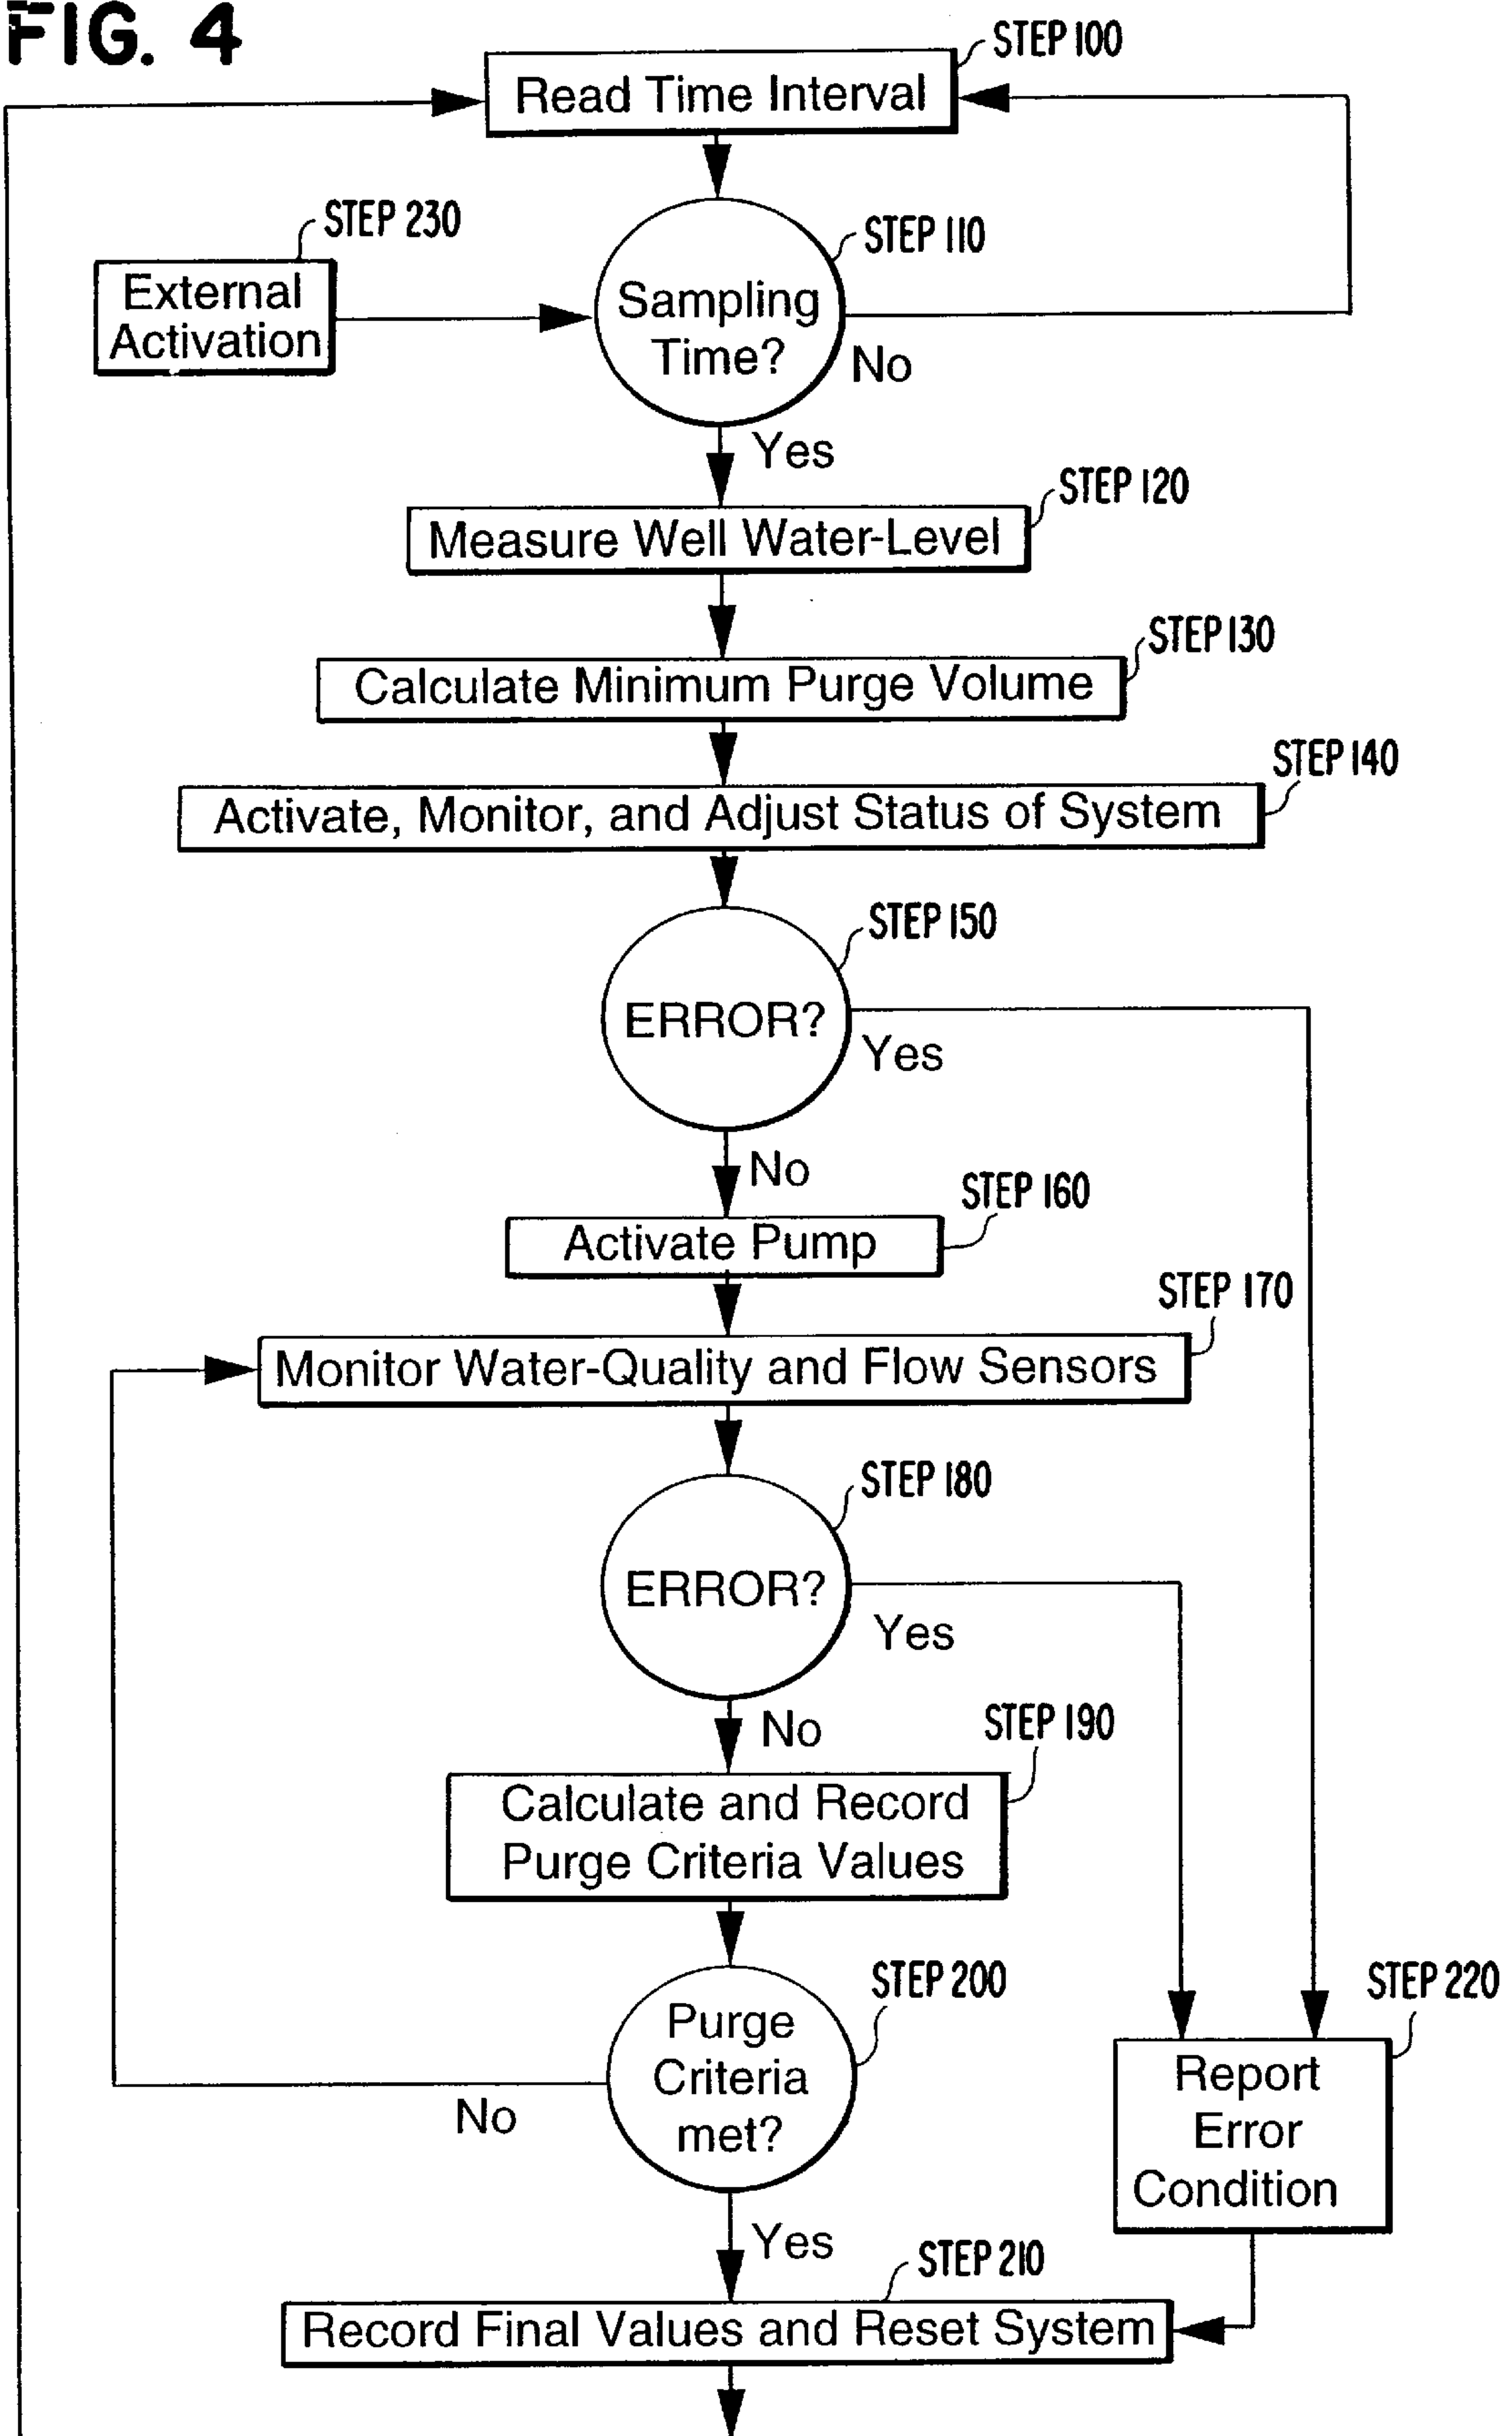 FIG. 4
STEP 100
Read Time Interval
STEP 230
External
Activation
STEP 110
Sampling
Time?
No
Yes
STEP 120
Measure Well Water-Level
STEP 130
Calculate Minimum Purge Volume
STEP 140
Activate, Monitor, and Adjust Status of System
STEP 150
ERROR?
Yes
No
STEP 160
Activate Pump
STEP 170
Monitor Water-Quality and Flow Sensors
STEP 180
ERROR?
Yes
No
STEP 190
Calculate and Record
Purge Criteria Values
STEP 200
Purge
Criteria
met?
No
STEP 220
Report
Error
Condition
Yes
STEP 210
Record Final Values and Reset System